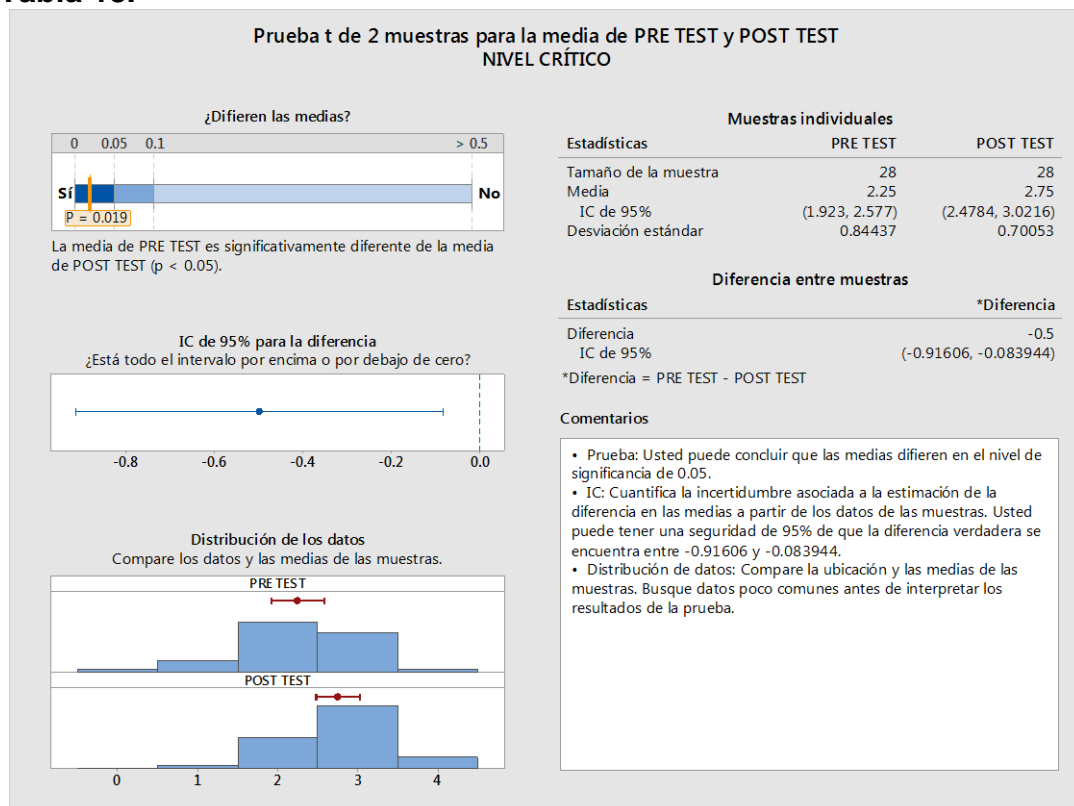 Prueba t de 2 muestras para la media de PRE TEST y POST TEST
NIVEL CRÍTICO
¿Difieren las medias?
0 0.05 0.1 > 0.5
Sí No
P = 0.019
La media de PRE TEST es significativamente diferente de la media
de POST TEST (p < 0.05).
IC de 95% para la diferencia
¿Está todo el intervalo por encima o por debajo de cero?
-0.8 -0.6 -0.4 -0.2 0.0
Distribución de los datos
Compare los datos y las medias de las muestras.
PRE TEST
POST TEST
0 1 2 3 4
Muestras individuales
Estadísticas PRE TEST POST TEST
Tamaño de la muestra 28 28
Media 2.25 2.75
IC de 95% (1.923, 2.577) (2.4784, 3.0216)
Desviación estándar 0.84437 0.70053
Diferencia entre muestras
Estadísticas *Diferencia
Diferencia -0.5
IC de 95% (-0.91606, -0.083944)
*Diferencia = PRE TEST - POST TEST
Comentarios
• Prueba: Usted puede concluir que las medias difieren en el nivel de
significancia de 0.05.
• IC: Cuantifica la incertidumbre asociada a la estimación de la
diferencia en las medias a partir de los datos de las muestras. Usted
puede tener una seguridad de 95% de que la diferencia verdadera se
encuentra entre -0.91606 y -0.083944.
• Distribución de datos: Compare la ubicación y las medias de las
muestras. Busque datos poco comunes antes de interpretar los
resultados de la prueba.